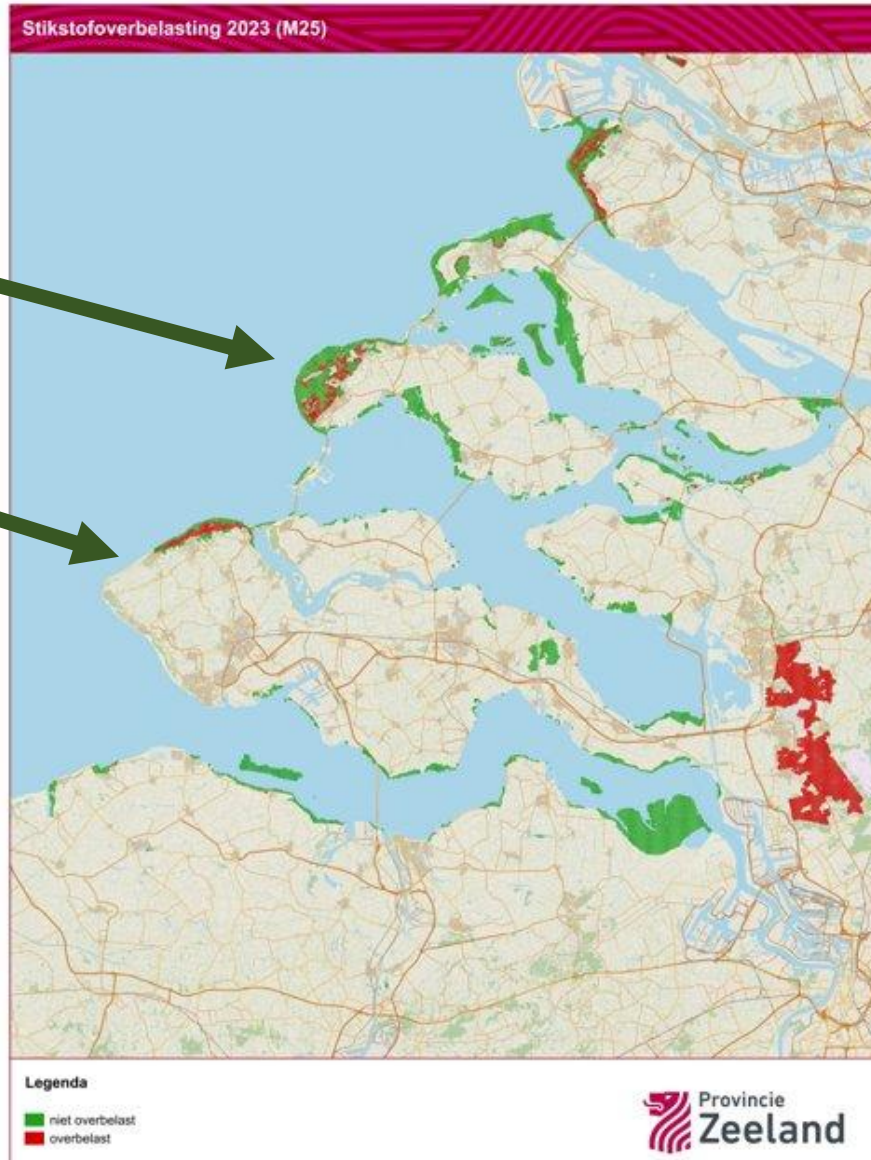 Stikstofoverbelasting 2023 (M25)
Legenda
niet overbelast
overbelast
Provincie
Zeeland